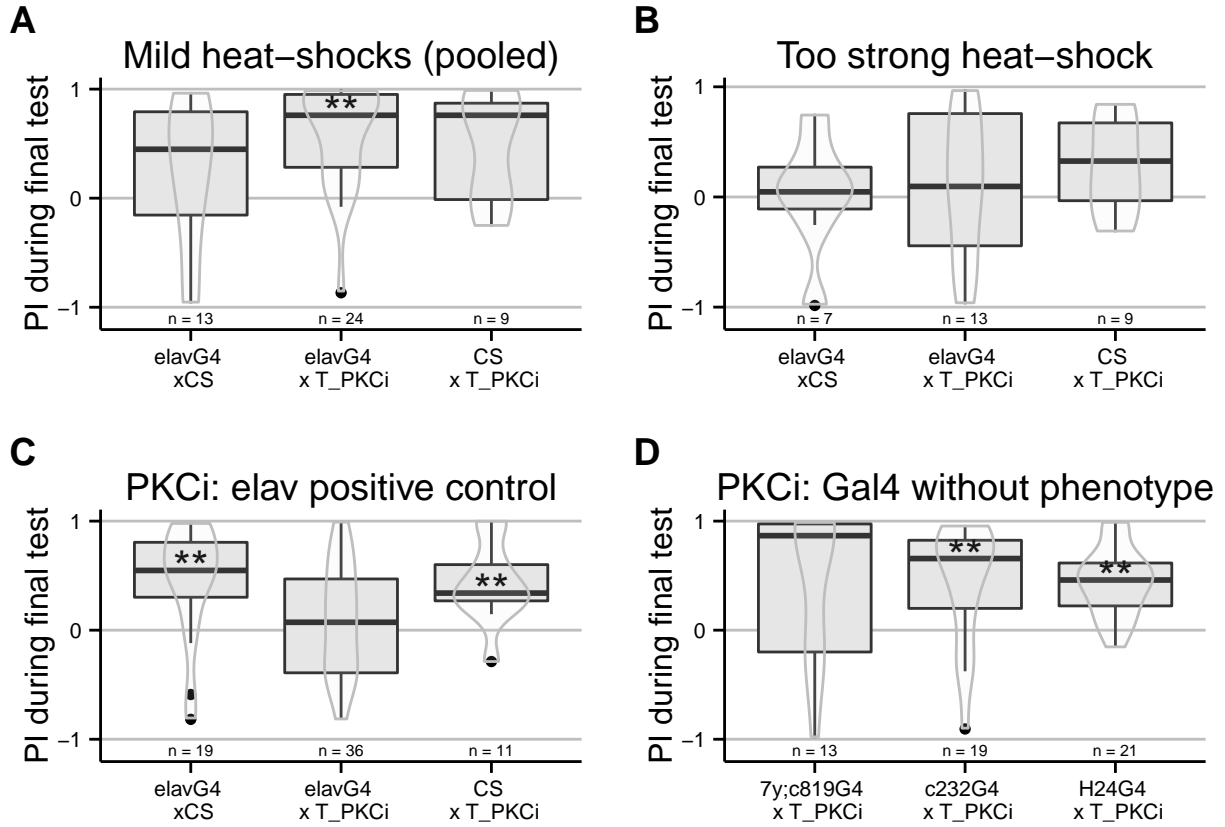 A
Mild heat−shocks (pooled)
PI during final test
1
0
−1
**
n = 13
n = 24
n = 9
elavG4
xCS
elavG4
x T_PKCi
CS
x T_PKCi
B
Too strong heat−shock
PI during final test
1
0
−1
n = 7
n = 13
n = 9
elavG4
xCS
elavG4
x T_PKCi
CS
x T_PKCi
C
PKCi: elav positive control
PI during final test
1
0
−1
**
**
n = 19
n = 36
n = 11
elavG4
xCS
elavG4
x T_PKCi
CS
x T_PKCi
D
PKCi: Gal4 without phenotype
PI during final test
1
0
−1
**
**
n = 13
n = 19
n = 21
7y;c819G4
x T_PKCi
c232G4
x T_PKCi
H24G4
x T_PKCi